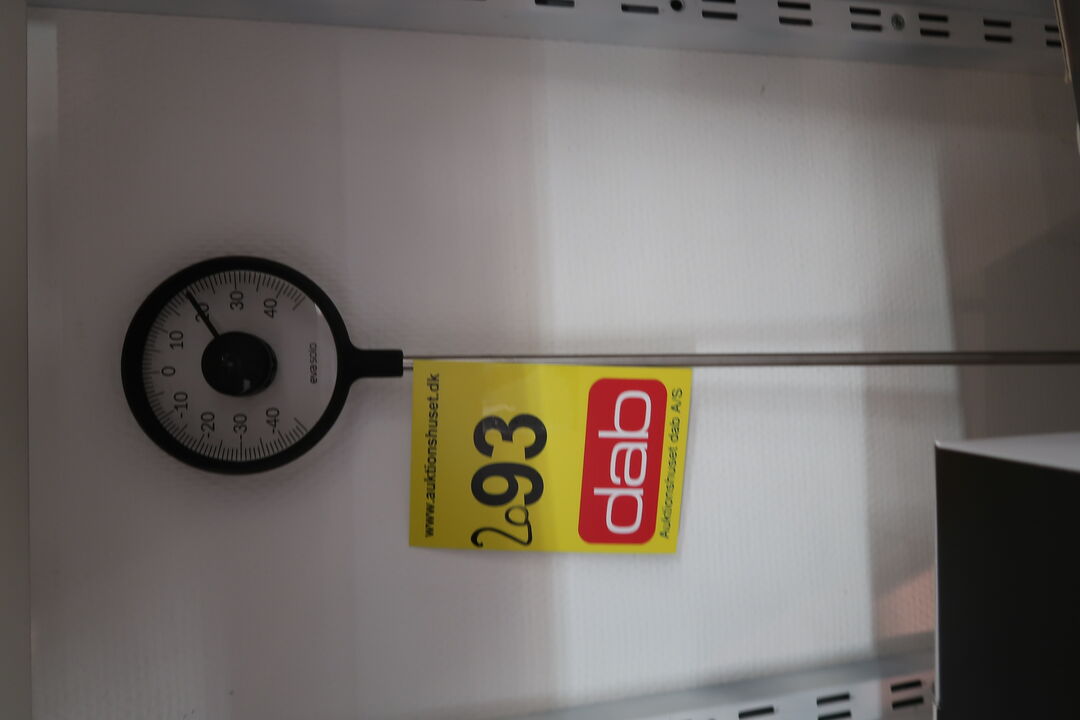 -40
-30
-20
-10
0
10
20
30
40
eva solo
www.auktionshuset.dk
2093
dab
Auktionshuset dab A/S